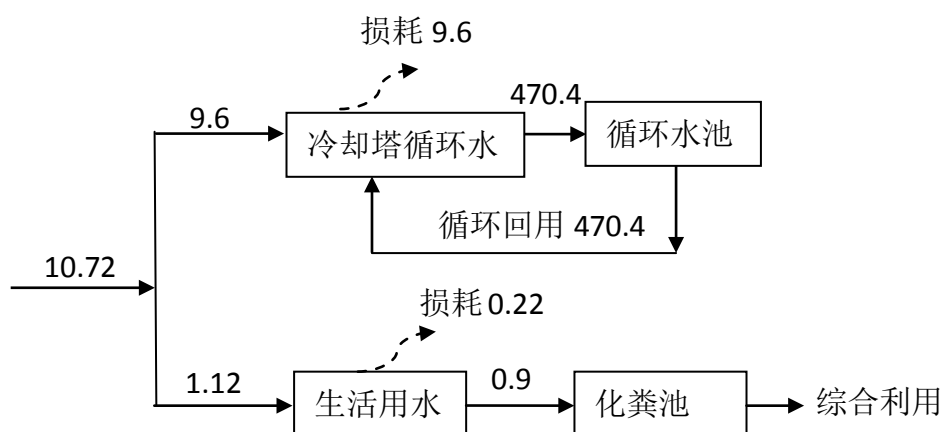 损耗 9.6
9.6
470.4
冷却塔循环水
循环水池
循环回用 470.4
10.72
损耗 0.22
1.12
生活用水
0.9
化粪池
综合利用